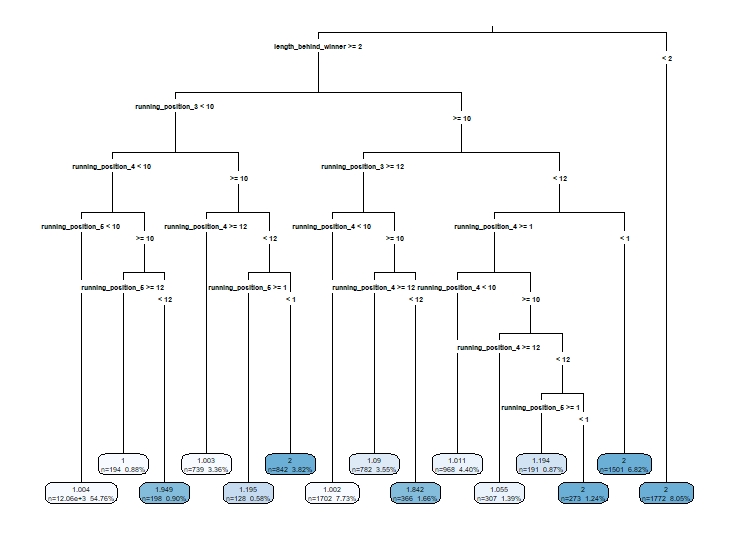 length_behind_winner >= 2
< 2
running_position_3 < 10
>= 10
running_position_4 < 10
>= 10
running_position_3 >= 12
< 12
running_position_5 < 10
>= 10
running_position_4 >= 12
< 12
running_position_4 < 10
>= 10
running_position_4 >= 1
< 1
running_position_5 >= 12
< 12
running_position_5 >= 1
< 1
running_position_4 >= 12
< 12
running_position_4 < 10
>= 10
running_position_4 >= 12
< 12
running_position_5 >= 1
< 1
1
n=194 0.88%
1.003
n=739 3.36%
2
n=842 3.82%
1.09
n=782 3.55%
1.011
n=968 4.40%
1.194
n=191 0.87%
2
n=1501 6.82%
1.004
n=12.06e+3 54.76%
1.949
n=198 0.90%
1.195
n=128 0.58%
1.002
n=1702 7.73%
1.842
n=366 1.66%
1.055
n=307 1.39%
2
n=273 1.24%
2
n=1772 8.05%